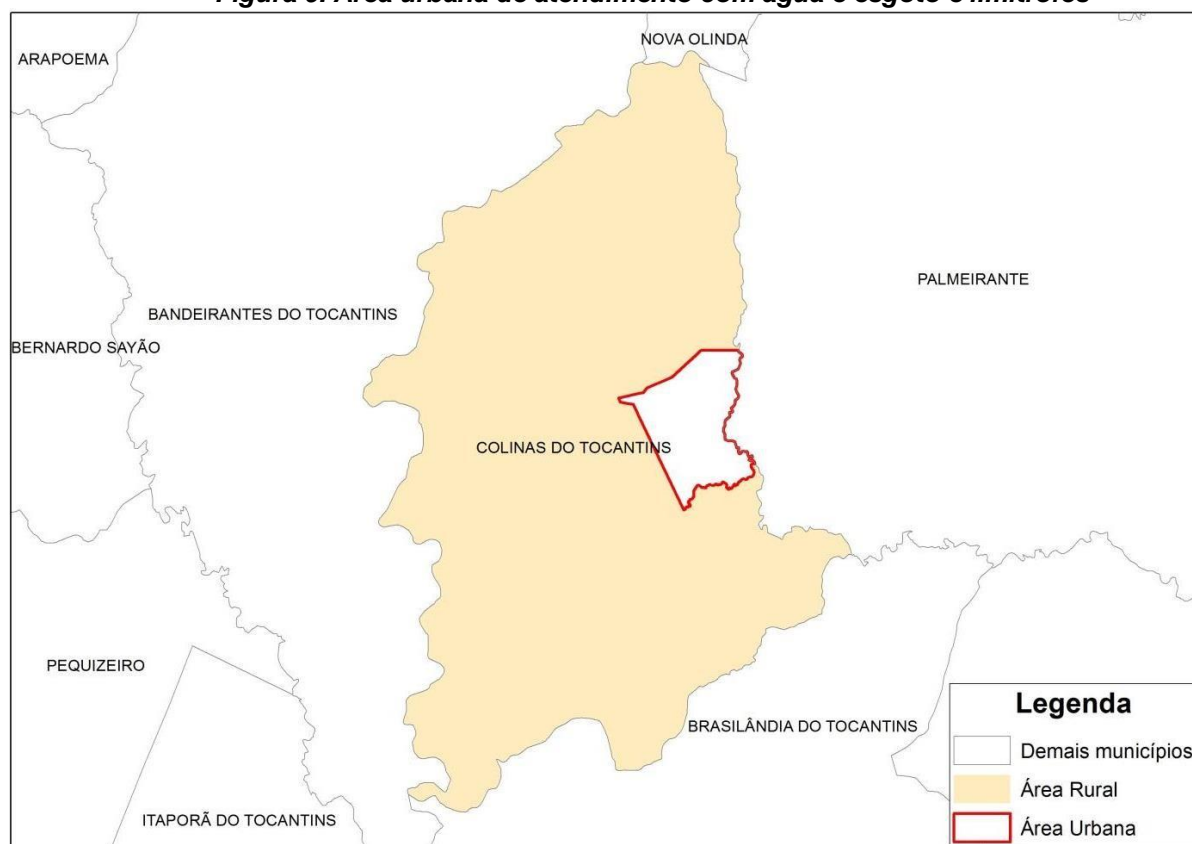 Figura 3. Área urbana de atendimento com água e esgoto e limítrofes
NOVA OLINDA
ARAPOEMA
PALMEIRANTE
BANDEIRANTES DO TOCANTINS
BERNARDO SAYÃO
COLINAS DO TOCANTINS
PEQUIZEIRO
BRASILÂNDIA DO TOCANTINS
ITAPORÃ DO TOCANTINS
Legenda
Demais municípios
Área Rural
Área Urbana